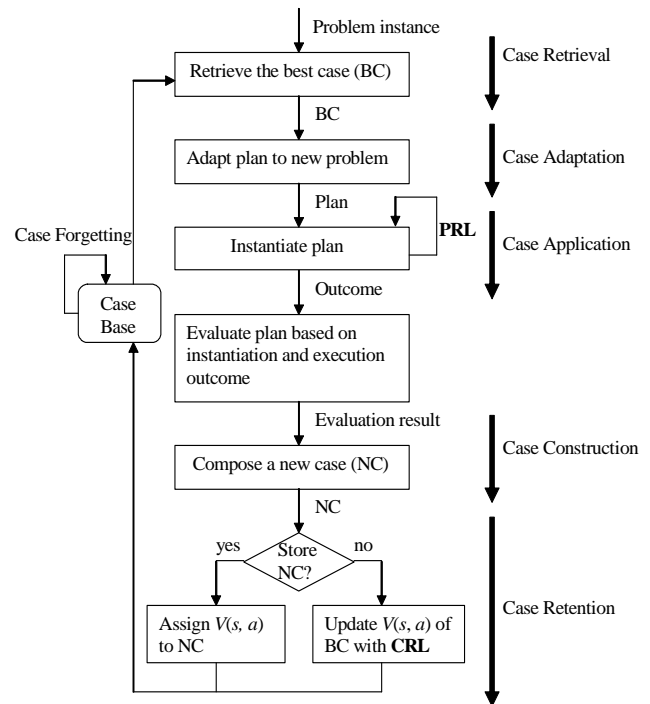 Problem instance
Retrieve the best case (BC)
Case Retrieval
BC
Adapt plan to new problem
Case Adaptation
Plan
Case Forgetting
PRL
Instantiate plan
Case Application
Outcome
Case
Base
Evaluate plan based on
instantiation and execution
outcome
Evaluation result
Compose a new case (NC)
Case Construction
NC
yes
Store
NC?
no
Assign V(s, a)
to NC
Update V(s, a) of
BC with CRL
Case Retention